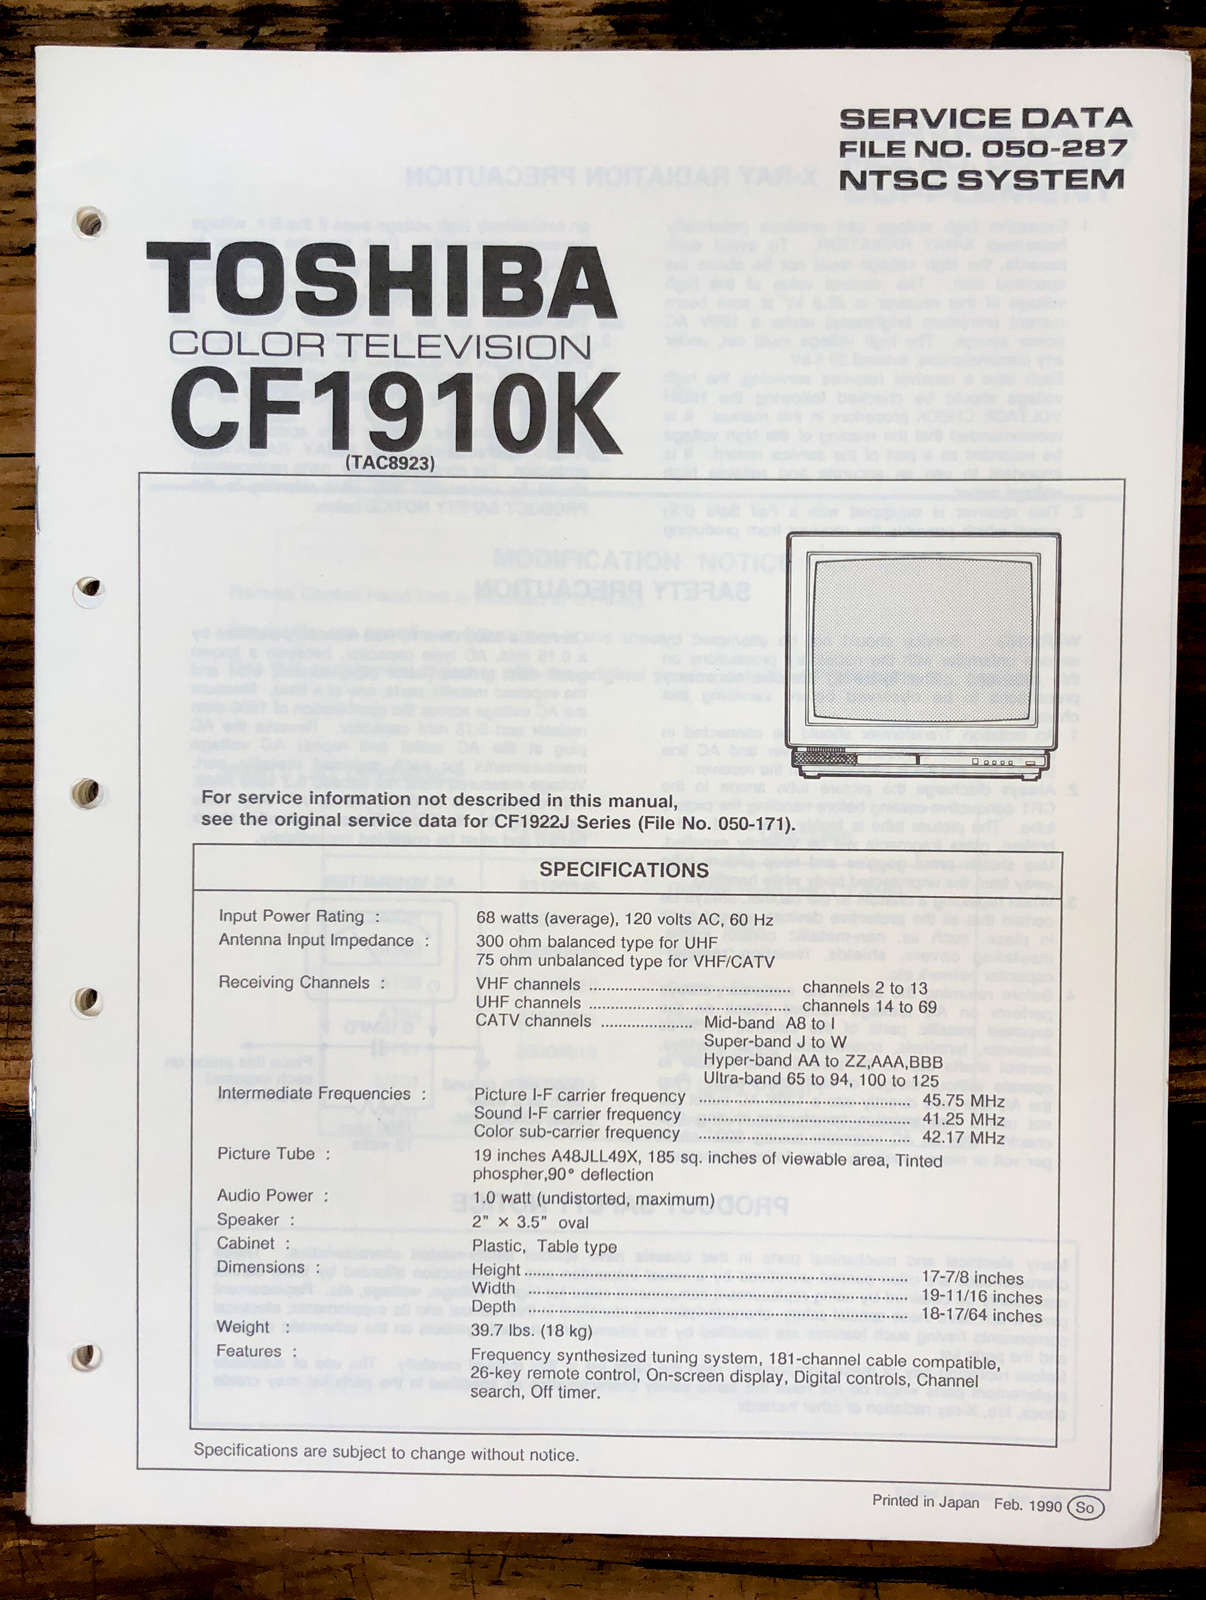 SERVICE DATA
FILE NO. 050-287
NTSC SYSTEM
TOSHIBA
COLOR TELEVISION
CF1910K
(TAC8923)
For service information not described in this manual,
see the original service data for CF1922J Series (File No. 050-171).
SPECIFICATIONS
Input Power Rating : 68 watts (average), 120 volts AC, 60 Hz
Antenna Input Impedance : 300 ohm balanced type for UHF
75 ohm unbalanced type for VHF/CATV
Receiving Channels : VHF channels ........ channels 2 to 13
UHF channels ........ channels 14 to 69
CATV channels ........ Mid-band A8 to I
Super-band J to W
Hyper-band AA to ZZ,AAA,BBB
Ultra-band 65 to 94, 100 to 125
Intermediate Frequencies : Picture I-F carrier frequency ........ 45.75 MHz
Sound I-F carrier frequency ........ 41.25 MHz
Color sub-carrier frequency ........ 42.17 MHz
Picture Tube : 19 inches A48JLL49X, 185 sq. inches of viewable area, Tinted
phospher,90° deflection
Audio Power : 1.0 watt (undistorted, maximum)
Speaker : 2” × 3.5” oval
Cabinet : Plastic, Table type
Dimensions : Height ........ 17-7/8 inches
Width ........ 19-11/16 inches
Depth ........ 18-17/64 inches
Weight : 39.7 lbs. (18 kg)
Features : Frequency synthesized tuning system, 181-channel cable compatible,
26-key remote control, On-screen display, Digital controls, Channel
search, Off timer.
Specifications are subject to change without notice.
Printed in Japan Feb. 1990 So